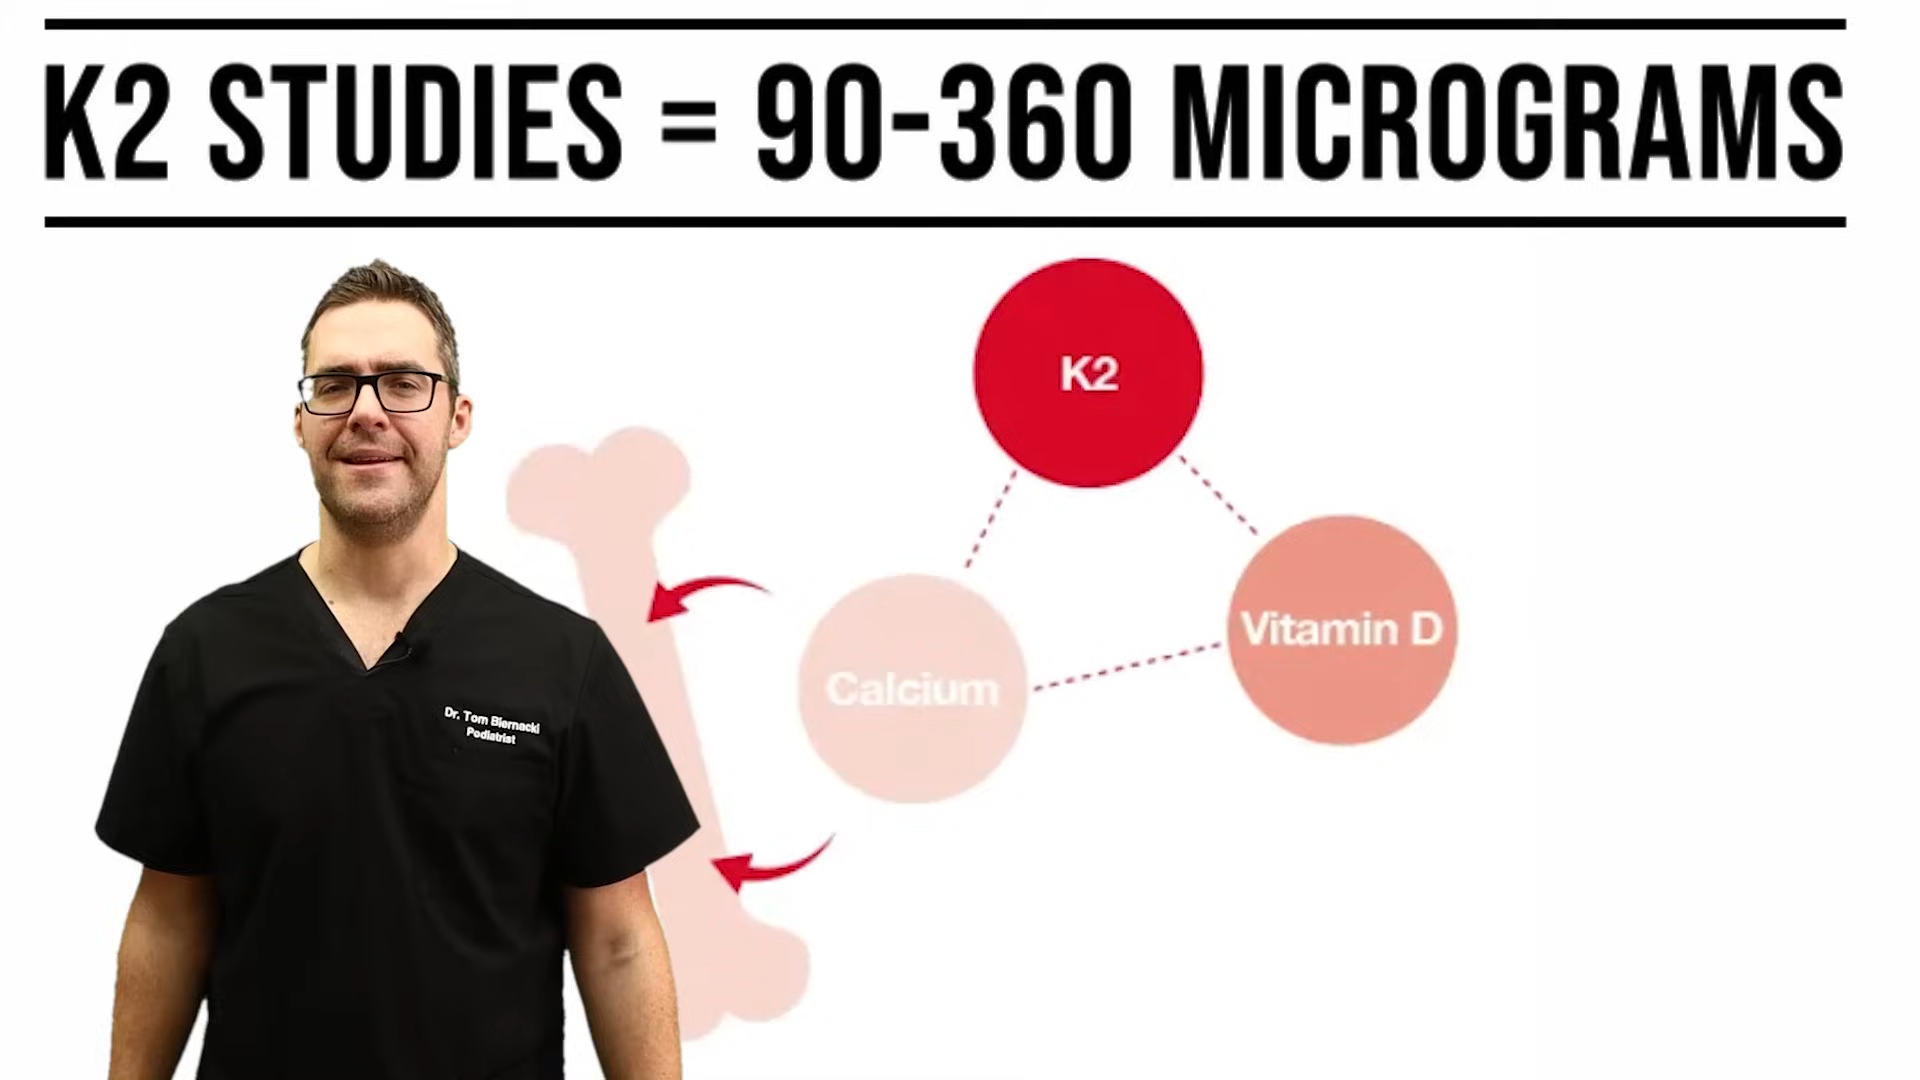 K2 STUDIES = 90-360 MICROGRAMS
K2
Vitamin D
Calcium
Dr. Tom Biernacki
Podiatrist